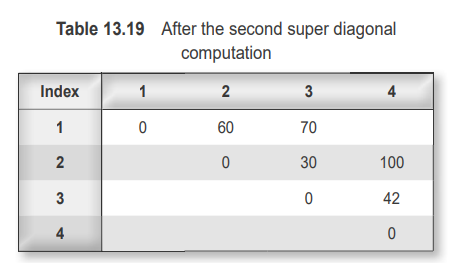 Table 13.19 After the second super diagonal
computation
Index 1 2 3 4
1 0 60 70
2 0 30 100
3 0 42
4 0